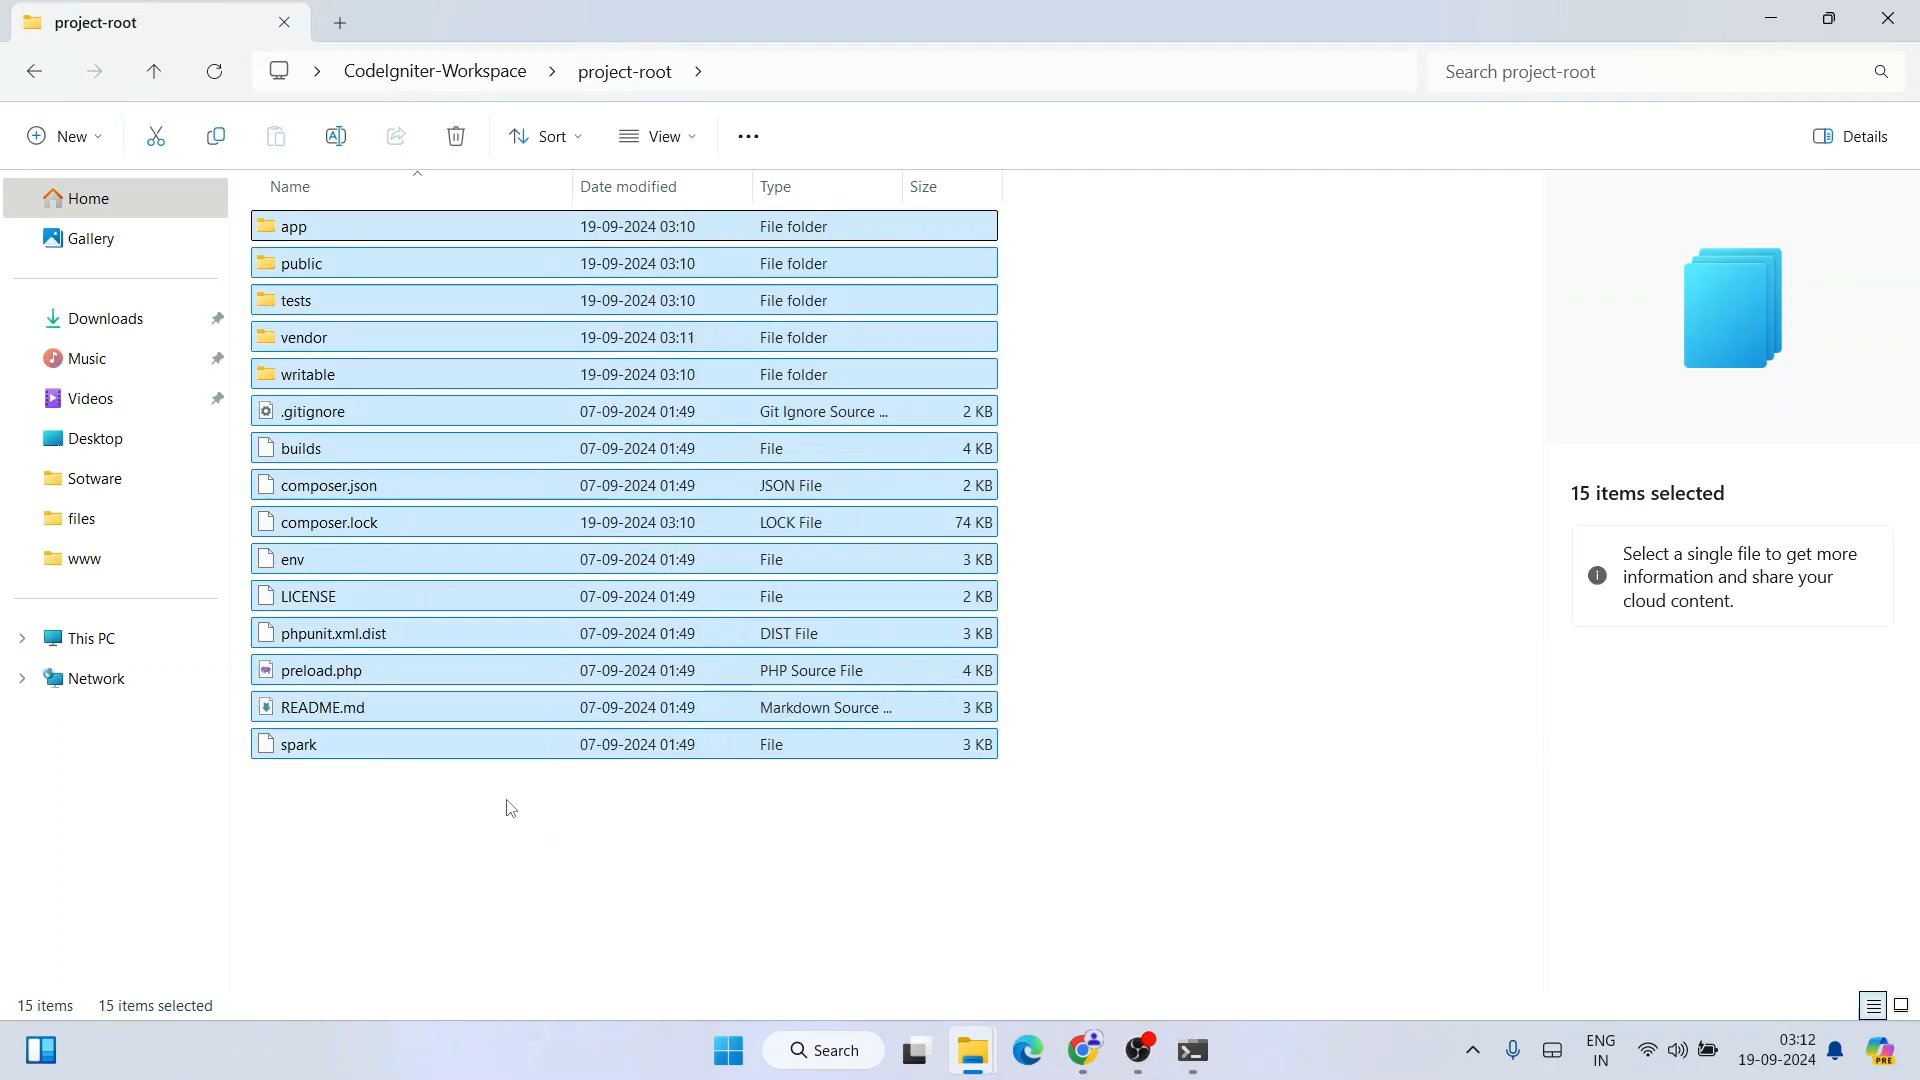 project-root
CodeIgniter-Workspace project-root
Search project-root
New Sort View Details
Name Date modified Type Size
Home
Gallery
Downloads
Music
Videos
Desktop
Sotware
files
www
This PC
Network
app 19-09-2024 03:10 File folder
public 19-09-2024 03:10 File folder
tests 19-09-2024 03:10 File folder
vendor 19-09-2024 03:11 File folder
writable 19-09-2024 03:10 File folder
.gitignore 07-09-2024 01:49 Git Ignore Source ... 2 KB
builds 07-09-2024 01:49 File 4 KB
composer.json 07-09-2024 01:49 JSON File 2 KB
composer.lock 19-09-2024 03:10 LOCK File 74 KB
env 07-09-2024 01:49 File 3 KB
LICENSE 07-09-2024 01:49 File 2 KB
phpunit.xml.dist 07-09-2024 01:49 DIST File 3 KB
preload.php 07-09-2024 01:49 PHP Source File 4 KB
README.md 07-09-2024 01:49 Markdown Source ... 3 KB
spark 07-09-2024 01:49 File 3 KB
15 items selected
Select a single file to get more
information and share your
cloud content.
15 items 15 items selected
Search
ENG
IN
03:12
19-09-2024
PRE